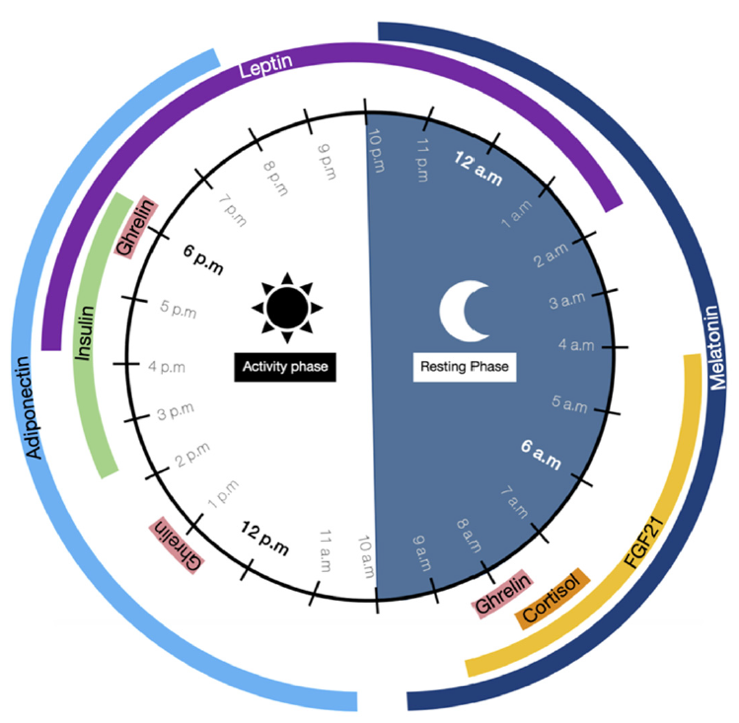 Leptin
Adiponectin
Insulin
Ghrelin
Ghrelin
Ghrelin
Cortisol
FGF21
Melatonin
10 p.m
11 p.m
12 a.m
1 a.m
2 a.m
3 a.m
4 a.m
5 a.m
6 a.m
7 a.m
8 a.m
9 a.m
10 a.m
11 a.m
12 p.m
1 p.m
2 p.m
3 p.m
4 p.m
5 p.m
6 p.m
7 p.m
8 p.m
9 p.m
Activity phase
Resting Phase